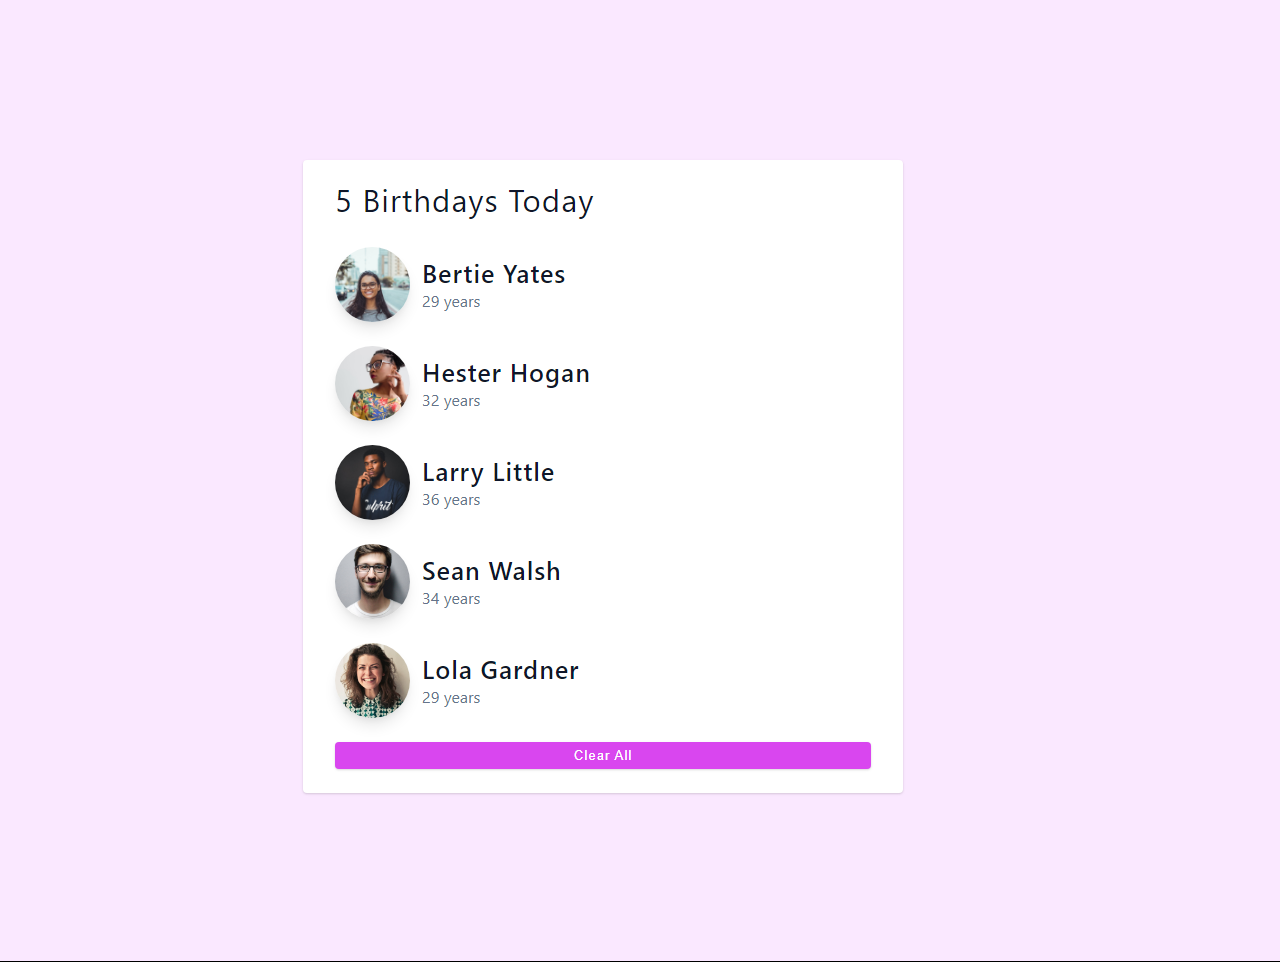 5 Birthdays Today
Bertie Yates
29 years
Hester Hogan
32 years
Larry Little
36 years
Sean Walsh
34 years
Lola Gardner
29 years
Clear All